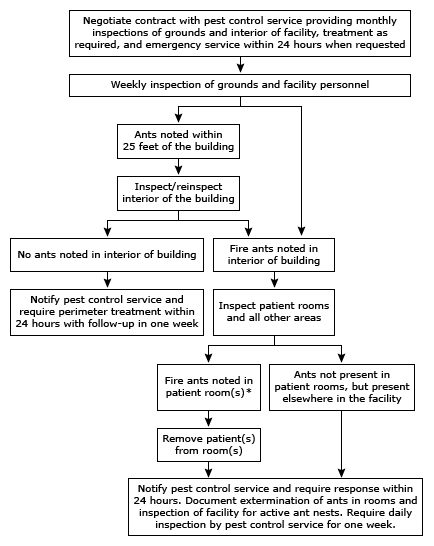 Negotiate contract with pest control service providing monthly
inspections of grounds and interior of facility, treatment as
required, and emergency service within 24 hours when requested
Weekly inspection of grounds and facility personnel
Ants noted within
25 feet of the building
Inspect/reinspect
interior of the building
No ants noted in interior of building
Fire ants noted in
interior of building
Notify pest control service and
require perimeter treatment within
24 hours with follow-up in one week
Inspect patient rooms
and all other areas
Fire ants noted in
patient room(s)*
Ants not present in
patient rooms, but present
elsewhere in the facility
Remove patient(s)
from room(s)
Notify pest control service and require response within
24 hours. Document extermination of ants in rooms and
inspection of facility for active ant nests. Require daily
inspection by pest control service for one week.